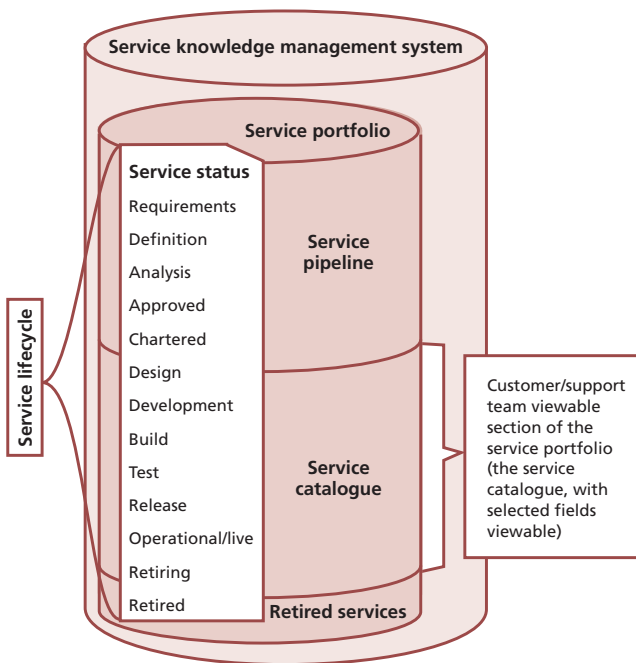 Service knowledge management system
Service portfolio
Service status
Requirements
Definition
Analysis
Approved
Chartered
Design
Development
Build
Test
Release
Operational/live
Retiring
Retired
Service
pipeline
Service
catalogue
Retired services
Service lifecycle
Customer/support
team viewable
section of the
service portfolio
(the service
catalogue, with
selected fields
viewable)